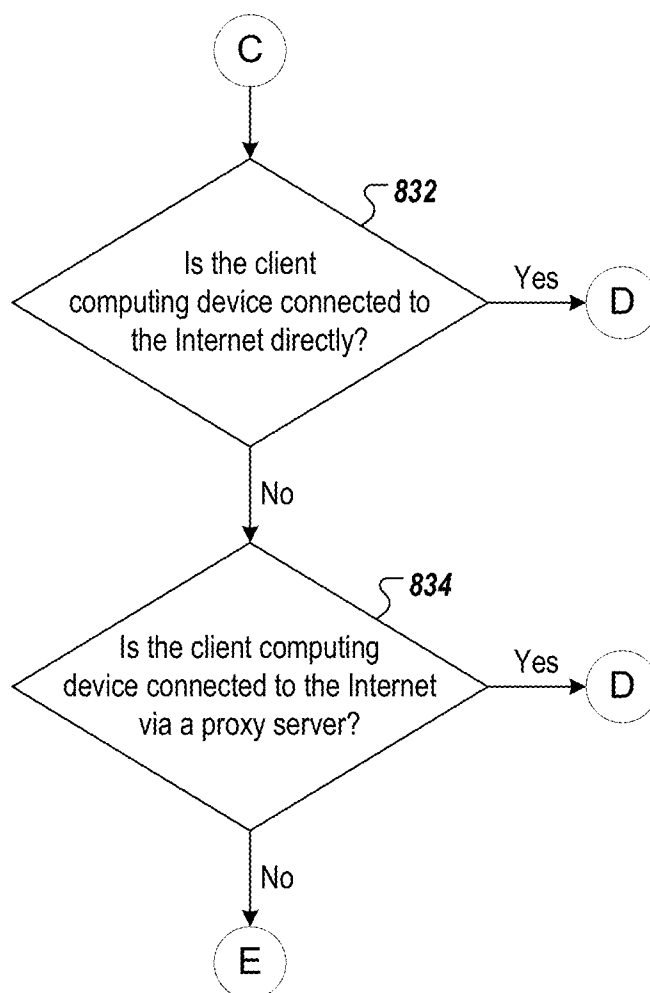 C
832
Is the client
computing device connected to
the Internet directly?
Yes
D
No
834
Is the client computing
device connected to the Internet
via a proxy server?
Yes
D
No
E